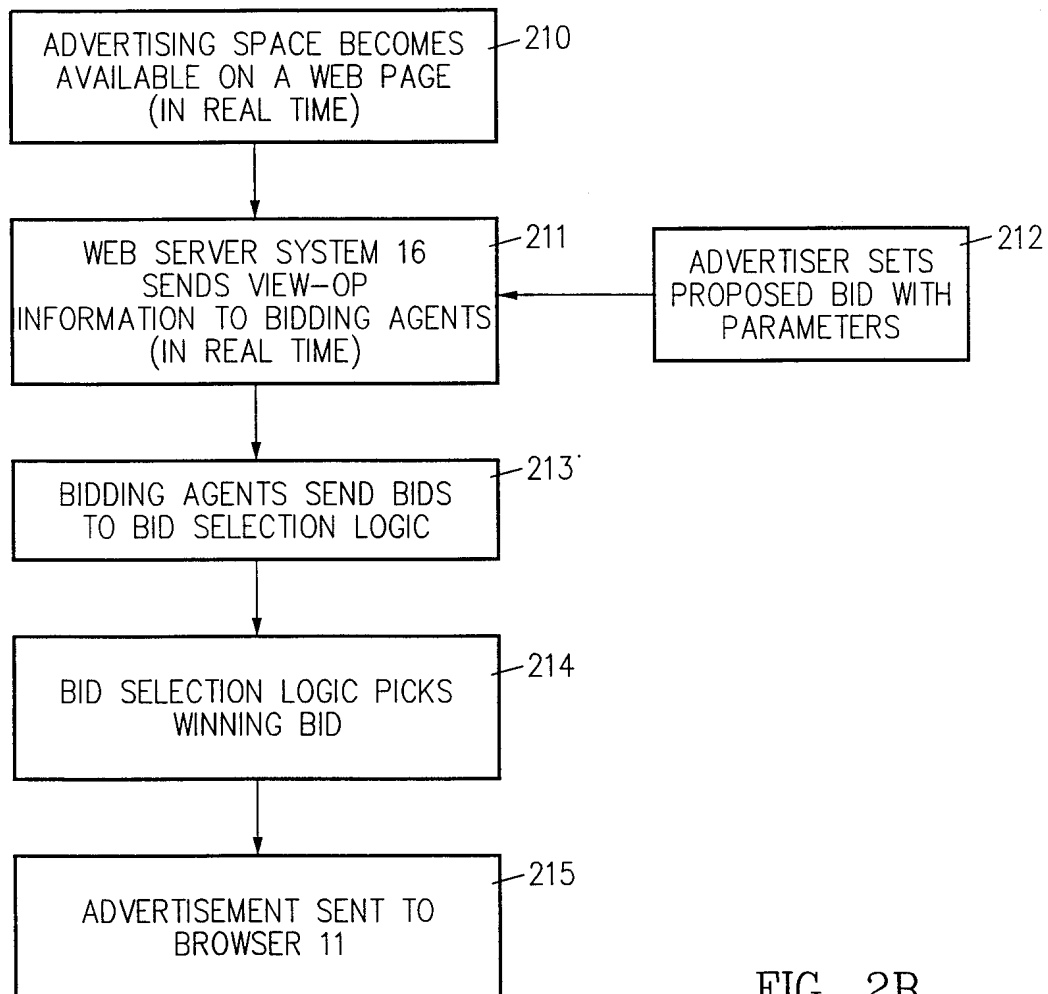 ADVERTISING SPACE BECOMES
AVAILABLE ON A WEB PAGE
(IN REAL TIME)
210
WEB SERVER SYSTEM 16
SENDS VIEW-OP
INFORMATION TO BIDDING AGENTS
(IN REAL TIME)
211
ADVERTISER SETS
PROPOSED BID WITH
PARAMETERS
212
BIDDING AGENTS SEND BIDS
TO BID SELECTION LOGIC
213
BID SELECTION LOGIC PICKS
WINNING BID
214
ADVERTISEMENT SENT TO
BROWSER 11
215
FIG. 2B